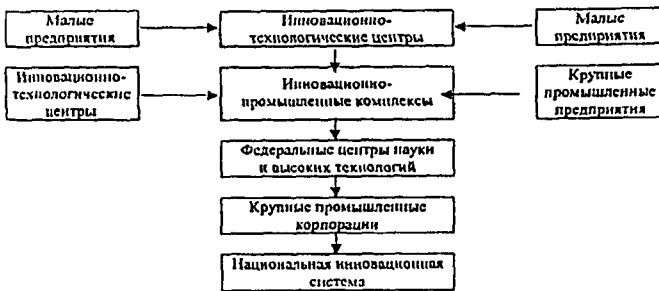 Малые
предприятия
Инновационно-
технологические центры
Малые
предприятия
Инновационно-
технологические
центры
Инновационно-
промышленные комплексы
Крупные
промышленные
предприятия
Федеральные центры науки
и высоких технологий
Крупные промышленные
корпорации
Национальная инновационная
система